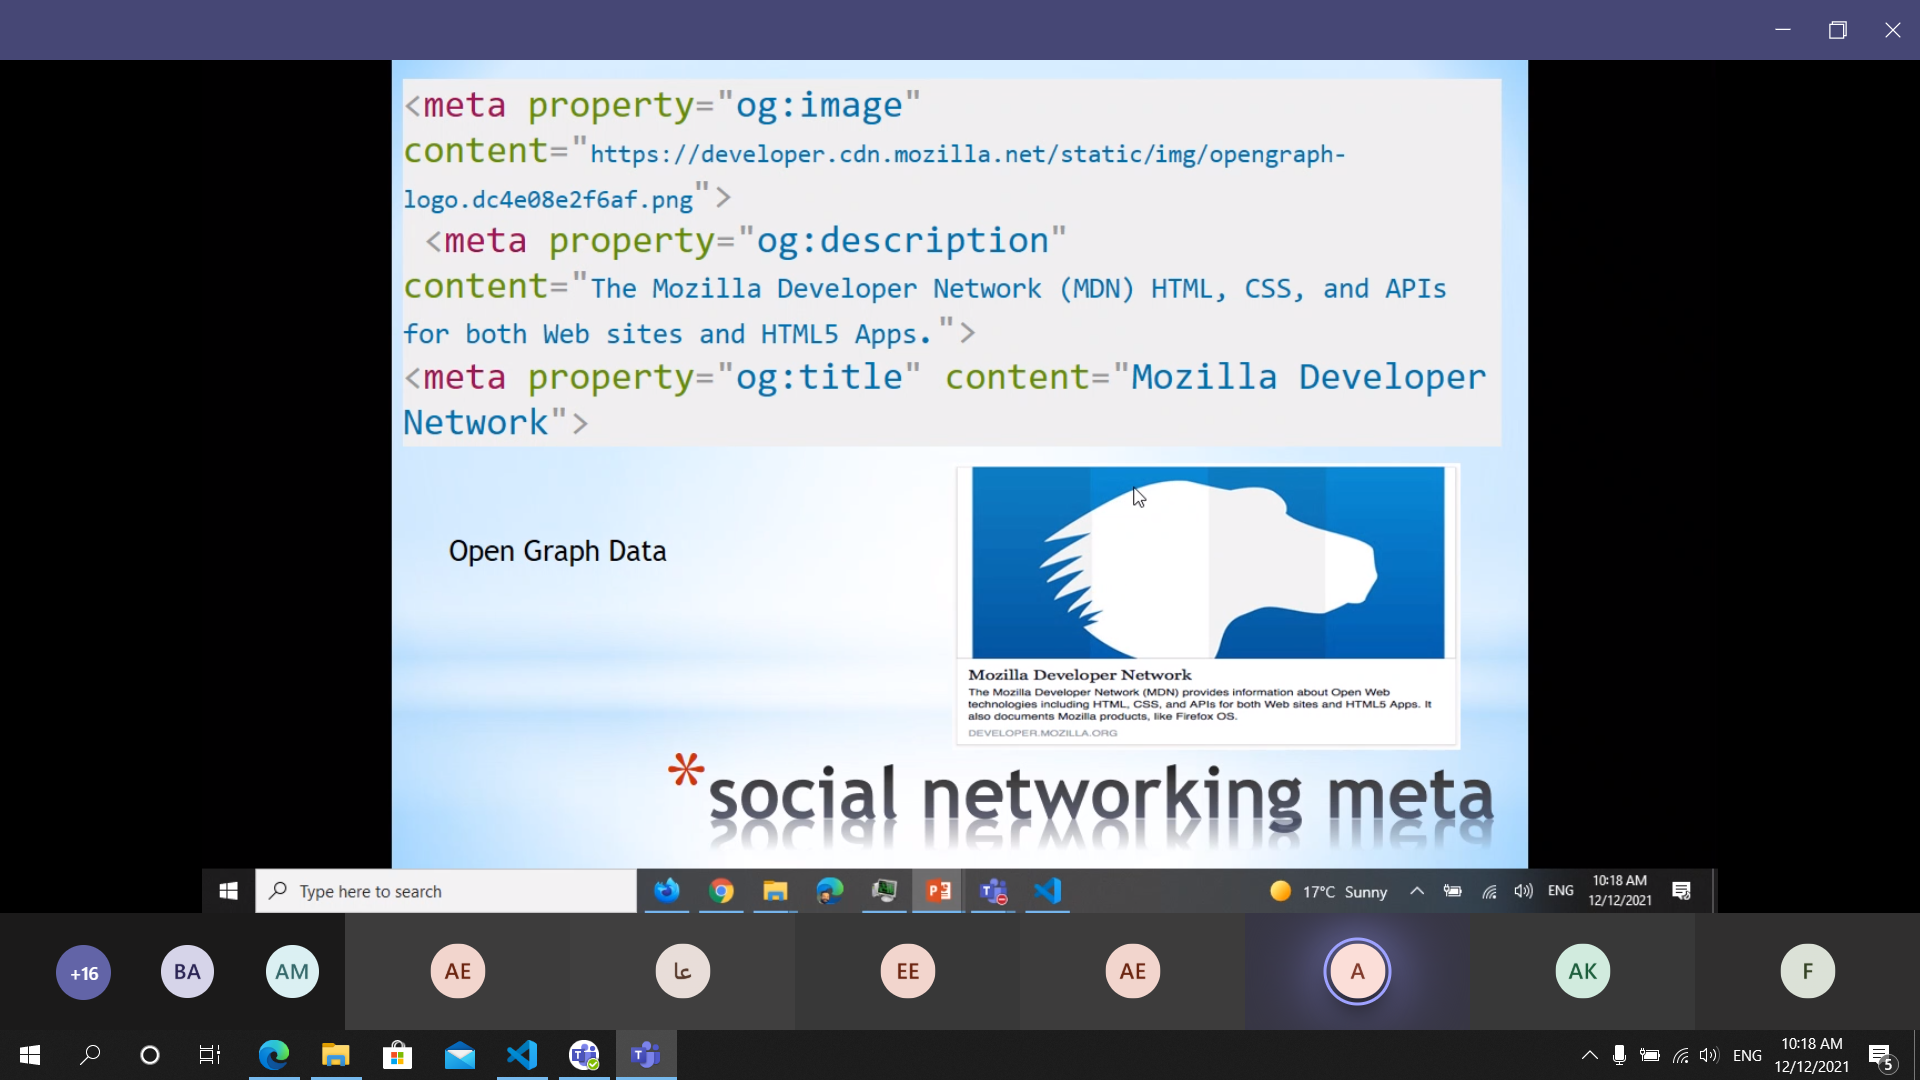 <meta property="og:image"
content="https://developer.cdn.mozilla.net/static/img/opengraph-
logo.dc4e08e2f6af.png">
<meta property="og:description"
content="The Mozilla Developer Network (MDN) HTML, CSS, and APIs
for both Web sites and HTML5 Apps.">
<meta property="og:title" content="Mozilla Developer
Network">
Open Graph Data
Mozilla Developer Network
The Mozilla Developer Network (MDN) provides information about Open Web
technologies including HTML, CSS, and APIs for both Web sites and HTML5 Apps. It
also documents Mozilla products, like Firefox OS.
DEVELOPER.MOZILLA.ORG
*social networking meta
Type here to search
17°C Sunny
ENG
10:18 AM
12/12/2021
+16
BA
AM
AE
عا
EE
AE
A
AK
F
ENG
10:18 AM
12/12/2021
5